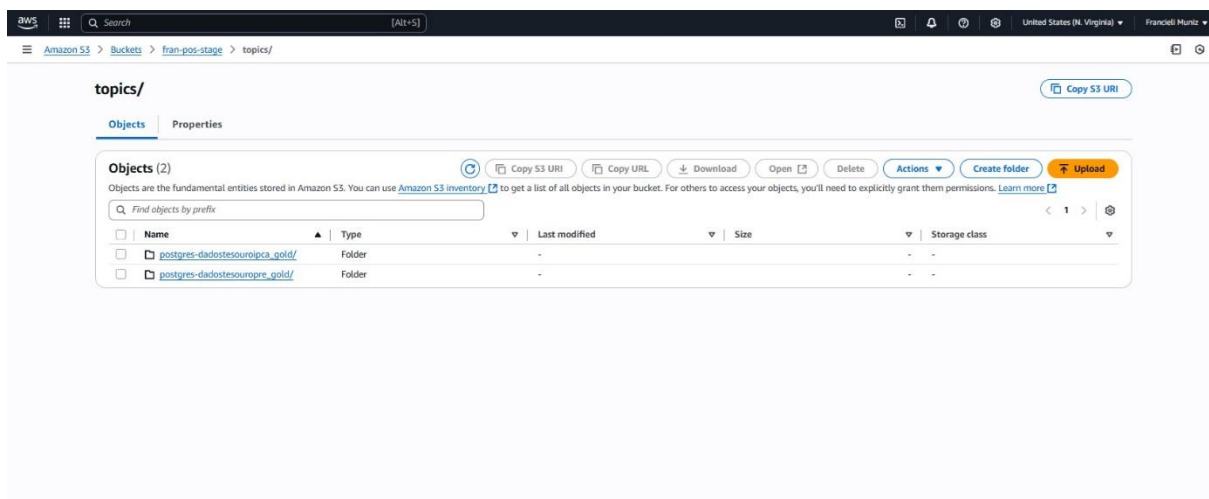 aws Search [Alt+S] United States (N. Virginia) Francieli Muniz
Amazon S3 > Buckets > fran-pos-stage > topics/
topics/ Copy S3 URI
Objects Properties
Objects (2) Copy S3 URI Copy URL Download Open Delete Actions Create folder Upload
Objects are the fundamental entities stored in Amazon S3. You can use Amazon S3 inventory to get a list of all objects in your bucket. For others to access your objects, you'll need to explicitly grant them permissions. Learn more
Find objects by prefix < 1 >
Name Type Last modified Size Storage class
postgres-dadostesouroipca_gold/ Folder - - -
postgres-dadostesouropre_gold/ Folder - - -